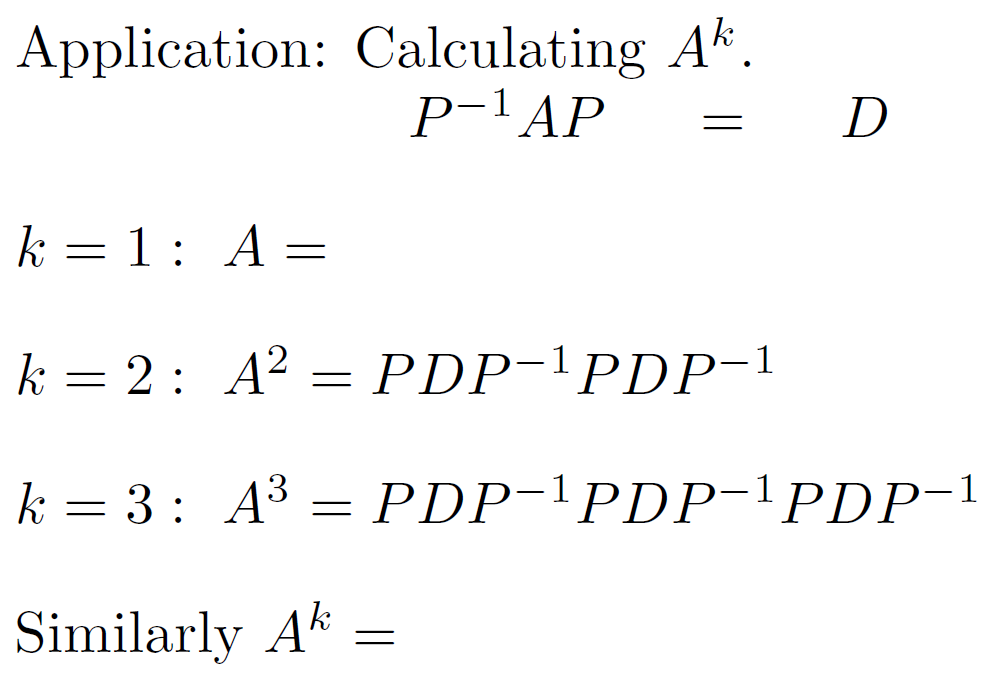 Application: Calculating $A^k$.
$P^{-1}AP = D$
$k = 1 : \ A =$
$k = 2 : \ A^2 = PDP^{-1}PDP^{-1}$
$k = 3 : \ A^3 = PDP^{-1}PDP^{-1}PDP^{-1}$
Similarly $A^k =$